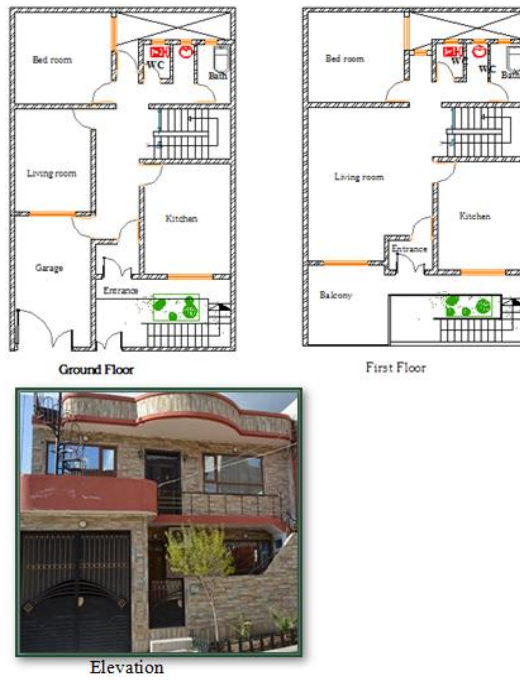 Bed room
WC
Bath
Living room
Kitchen
Garage
Entrance
Ground Floor
Bed room
WC
WC
Bath
Living room
Kitchen
Entrance
Balcony
First Floor
Elevation